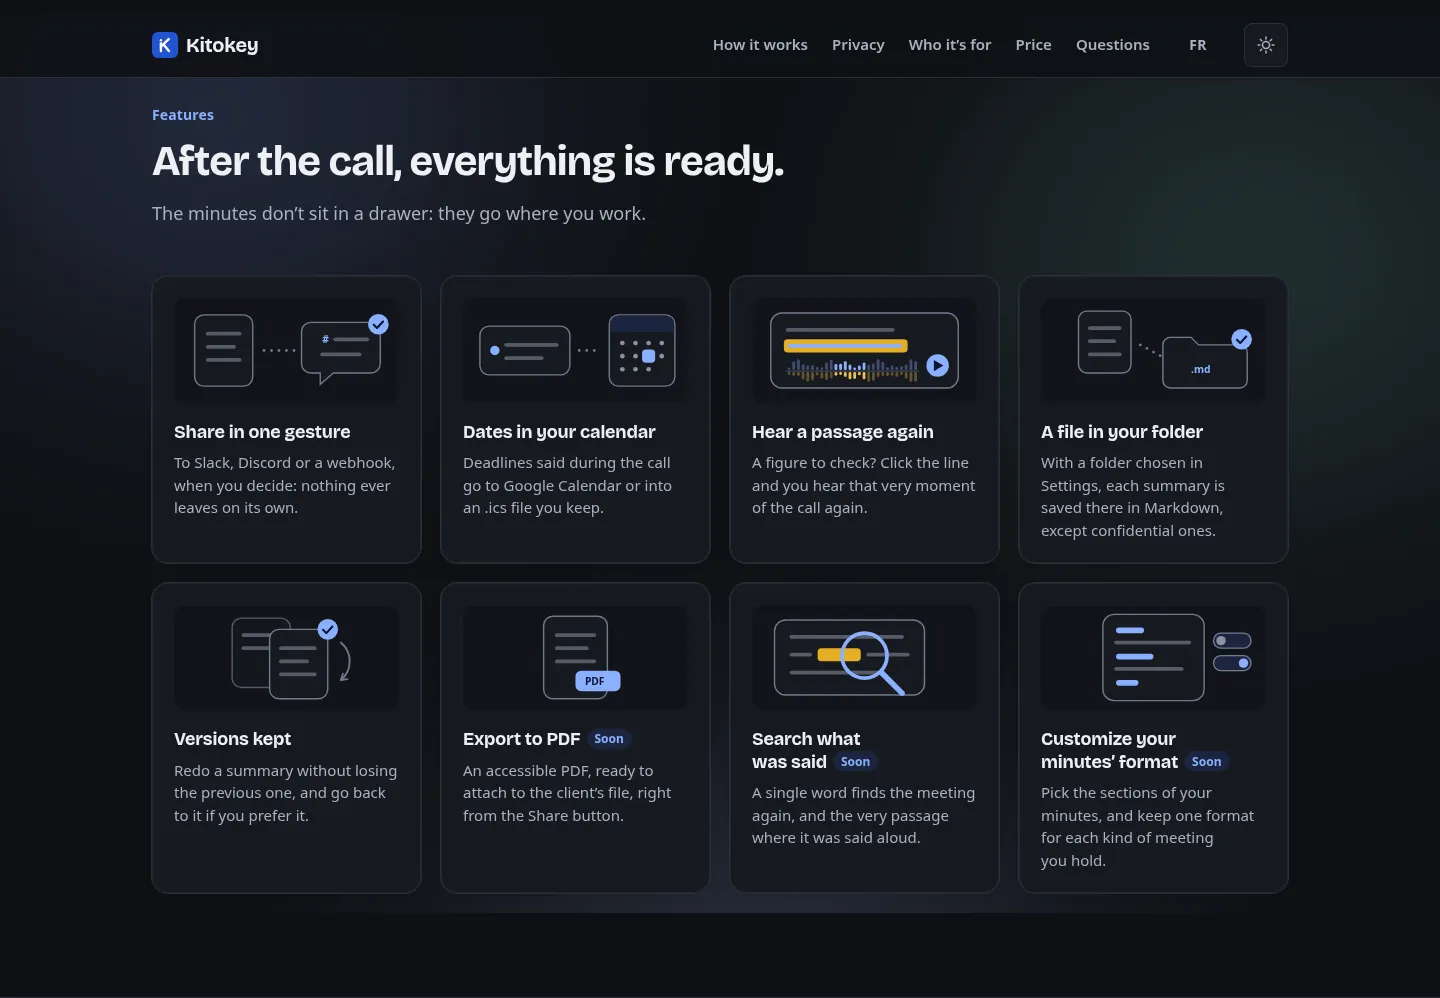 Kitokey
How it works
Privacy
Who it’s for
Price
Questions
FR
Features
After the call, everything is ready.
The minutes don’t sit in a drawer: they go where you work.
#
Share in one gesture
To Slack, Discord or a webhook,
when you decide: nothing ever
leaves on its own.
Dates in your calendar
Deadlines said during the call
go to Google Calendar or into
an .ics file you keep.
Hear a passage again
A figure to check? Click the line
and you hear that very moment
of the call again.
.md
A file in your folder
With a folder chosen in
Settings, each summary is
saved there in Markdown,
except confidential ones.
Versions kept
Redo a summary without losing
the previous one, and go back
to it if you prefer it.
PDF
Export to PDF Soon
An accessible PDF, ready to
attach to the client’s file, right
from the Share button.
Search what
was said Soon
A single word finds the meeting
again, and the very passage
where it was said aloud.
Customize your
minutes’ format Soon
Pick the sections of your
minutes, and keep one format
for each kind of meeting
you hold.